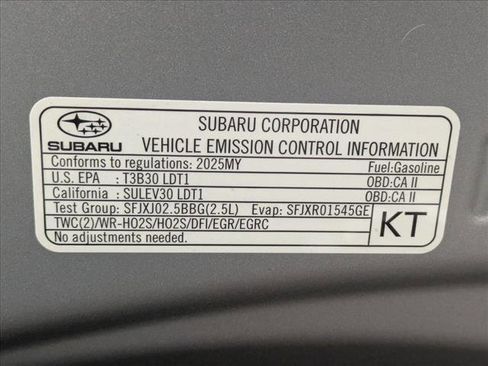 SUBARU CORPORATION
SUBARU VEHICLE EMISSION CONTROL INFORMATION
Conforms to regulations: 2025MY Fuel:Gasoline
U.S. EPA : T3B30 LDT1 OBD:CA II
California : SULEV30 LDT1 OBD:CA II
Test Group: SFJXJ02.5BBG(2.5L) Evap: SFJXR01545GE
TWC(2)/WR-HO2S/HO2S/DFI/EGR/EGRC
No adjustments needed.
KT